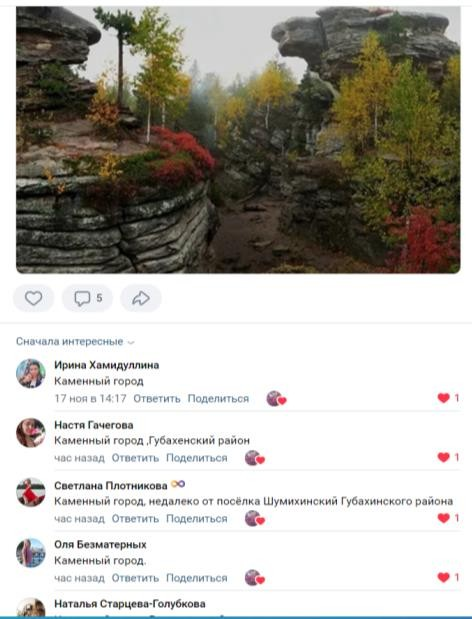 5
Сначала интересные
Ирина Хамидуллина
Каменный город
17 ноя в 14:17 Ответить Поделиться 1
Настя Гачегова
Каменный город ,Губахенский район
час назад Ответить Поделиться 1
Светлана Плотникова
Каменный город, недалеко от посёлка Шумихинский Губахинского района
час назад Ответить Поделиться 1
Оля Безматерных
Каменный город.
час назад Ответить Поделиться 1
Наталья Старцева-Голубкова